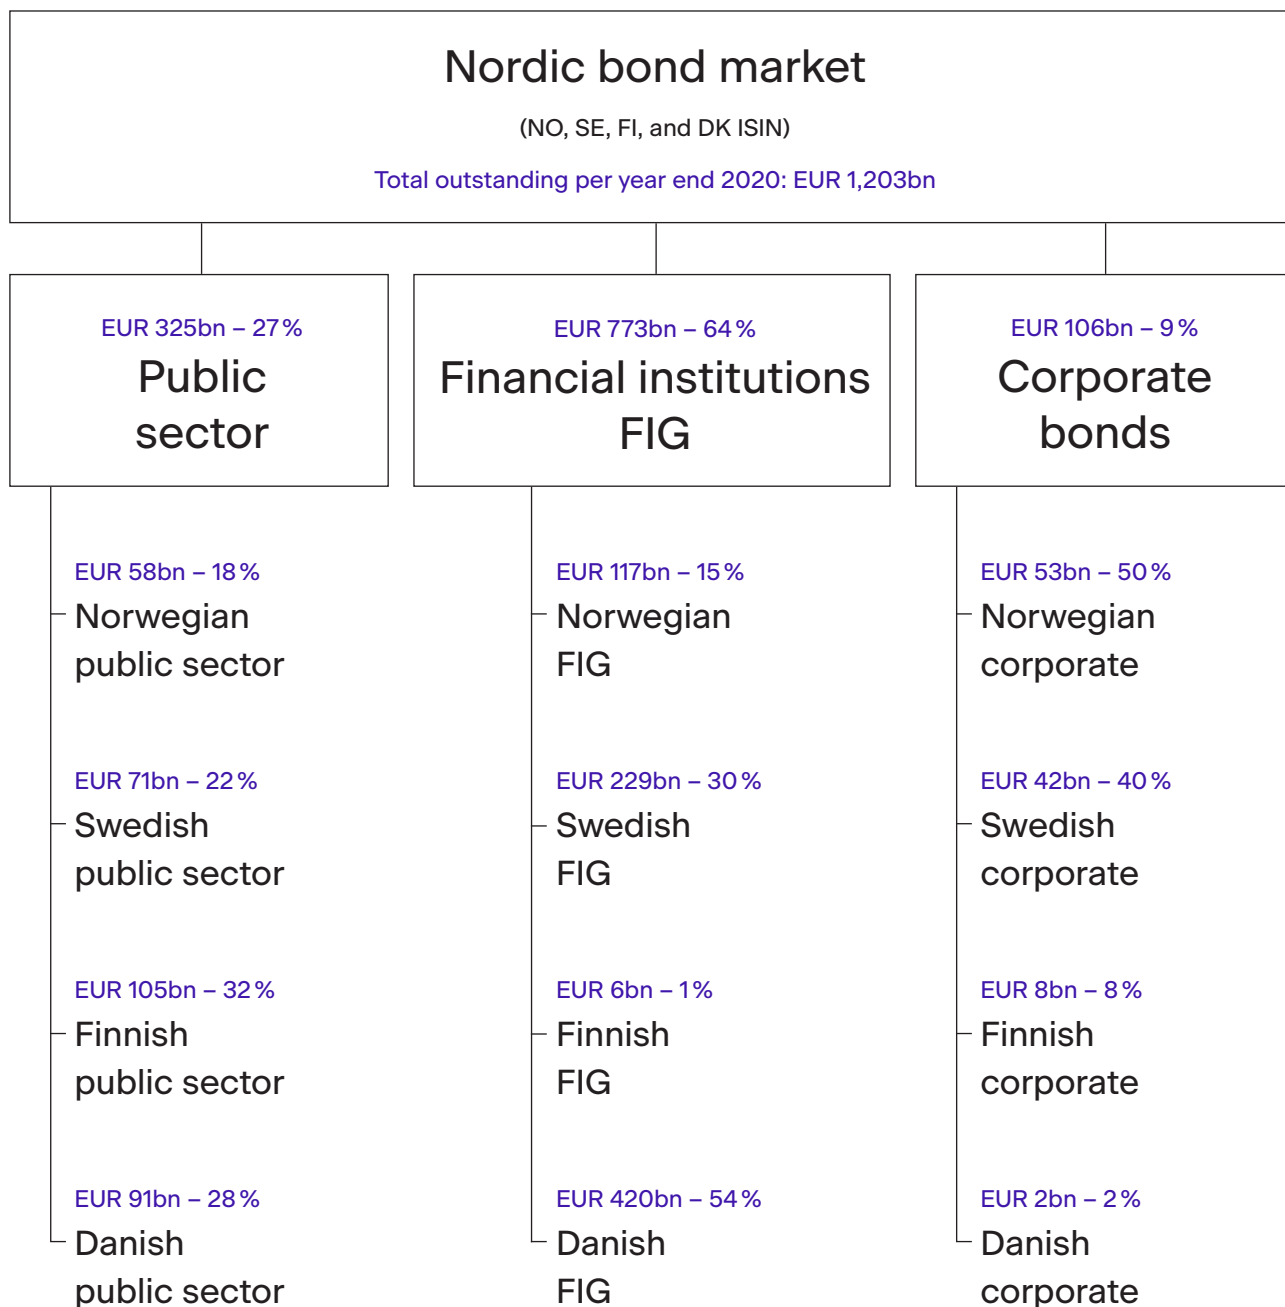 Nordic bond market
(NO, SE, FI, and DK ISIN)
Total outstanding per year end 2020: EUR 1,203bn
EUR 325bn – 27 %
Public
sector
EUR 58bn – 18 %
Norwegian
public sector
EUR 71bn – 22 %
Swedish
public sector
EUR 105bn – 32 %
Finnish
public sector
EUR 91bn – 28 %
Danish
public sector
EUR 773bn – 64 %
Financial institutions
FIG
EUR 117bn – 15 %
Norwegian
FIG
EUR 229bn – 30 %
Swedish
FIG
EUR 6bn – 1 %
Finnish
FIG
EUR 420bn – 54 %
Danish
FIG
EUR 106bn – 9 %
Corporate
bonds
EUR 53bn – 50 %
Norwegian
corporate
EUR 42bn – 40 %
Swedish
corporate
EUR 8bn – 8 %
Finnish
corporate
EUR 2bn – 2 %
Danish
corporate